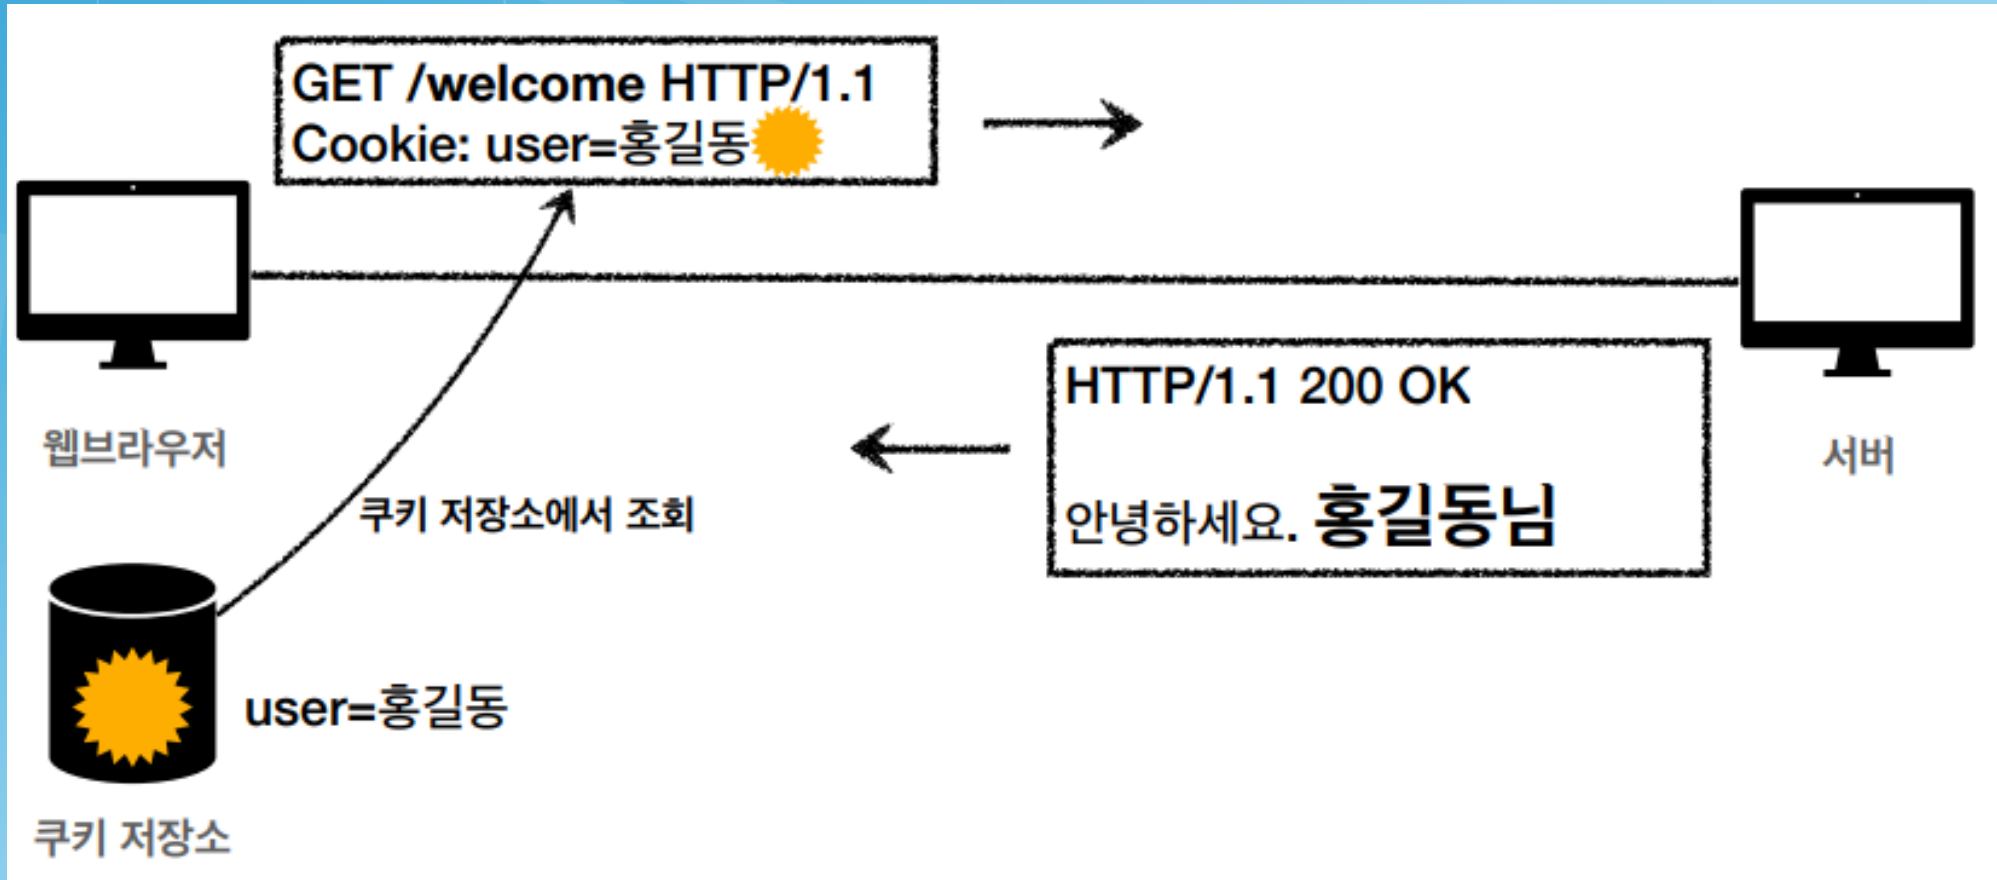 GET /welcome HTTP/1.1
Cookie: user=홍길동
웹브라우저
서버
HTTP/1.1 200 OK
안녕하세요. 홍길동님
쿠키 저장소에서 조회
user=홍길동
쿠키 저장소